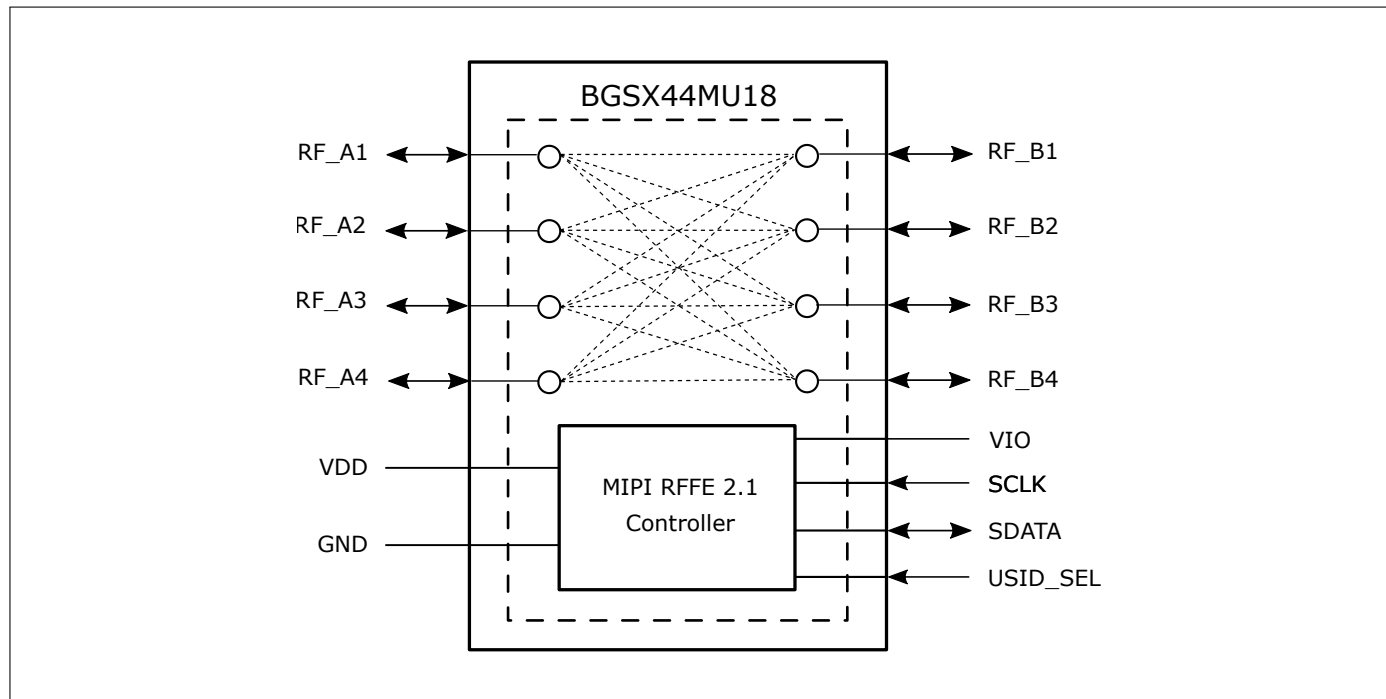 BGSX44MU18
RF_A1
RF_B1
RF_A2
RF_B2
RF_A3
RF_B3
RF_A4
RF_B4
VIO
VDD
SCLK
MIPI RFFE 2.1
Controller
SDATA
GND
USID_SEL